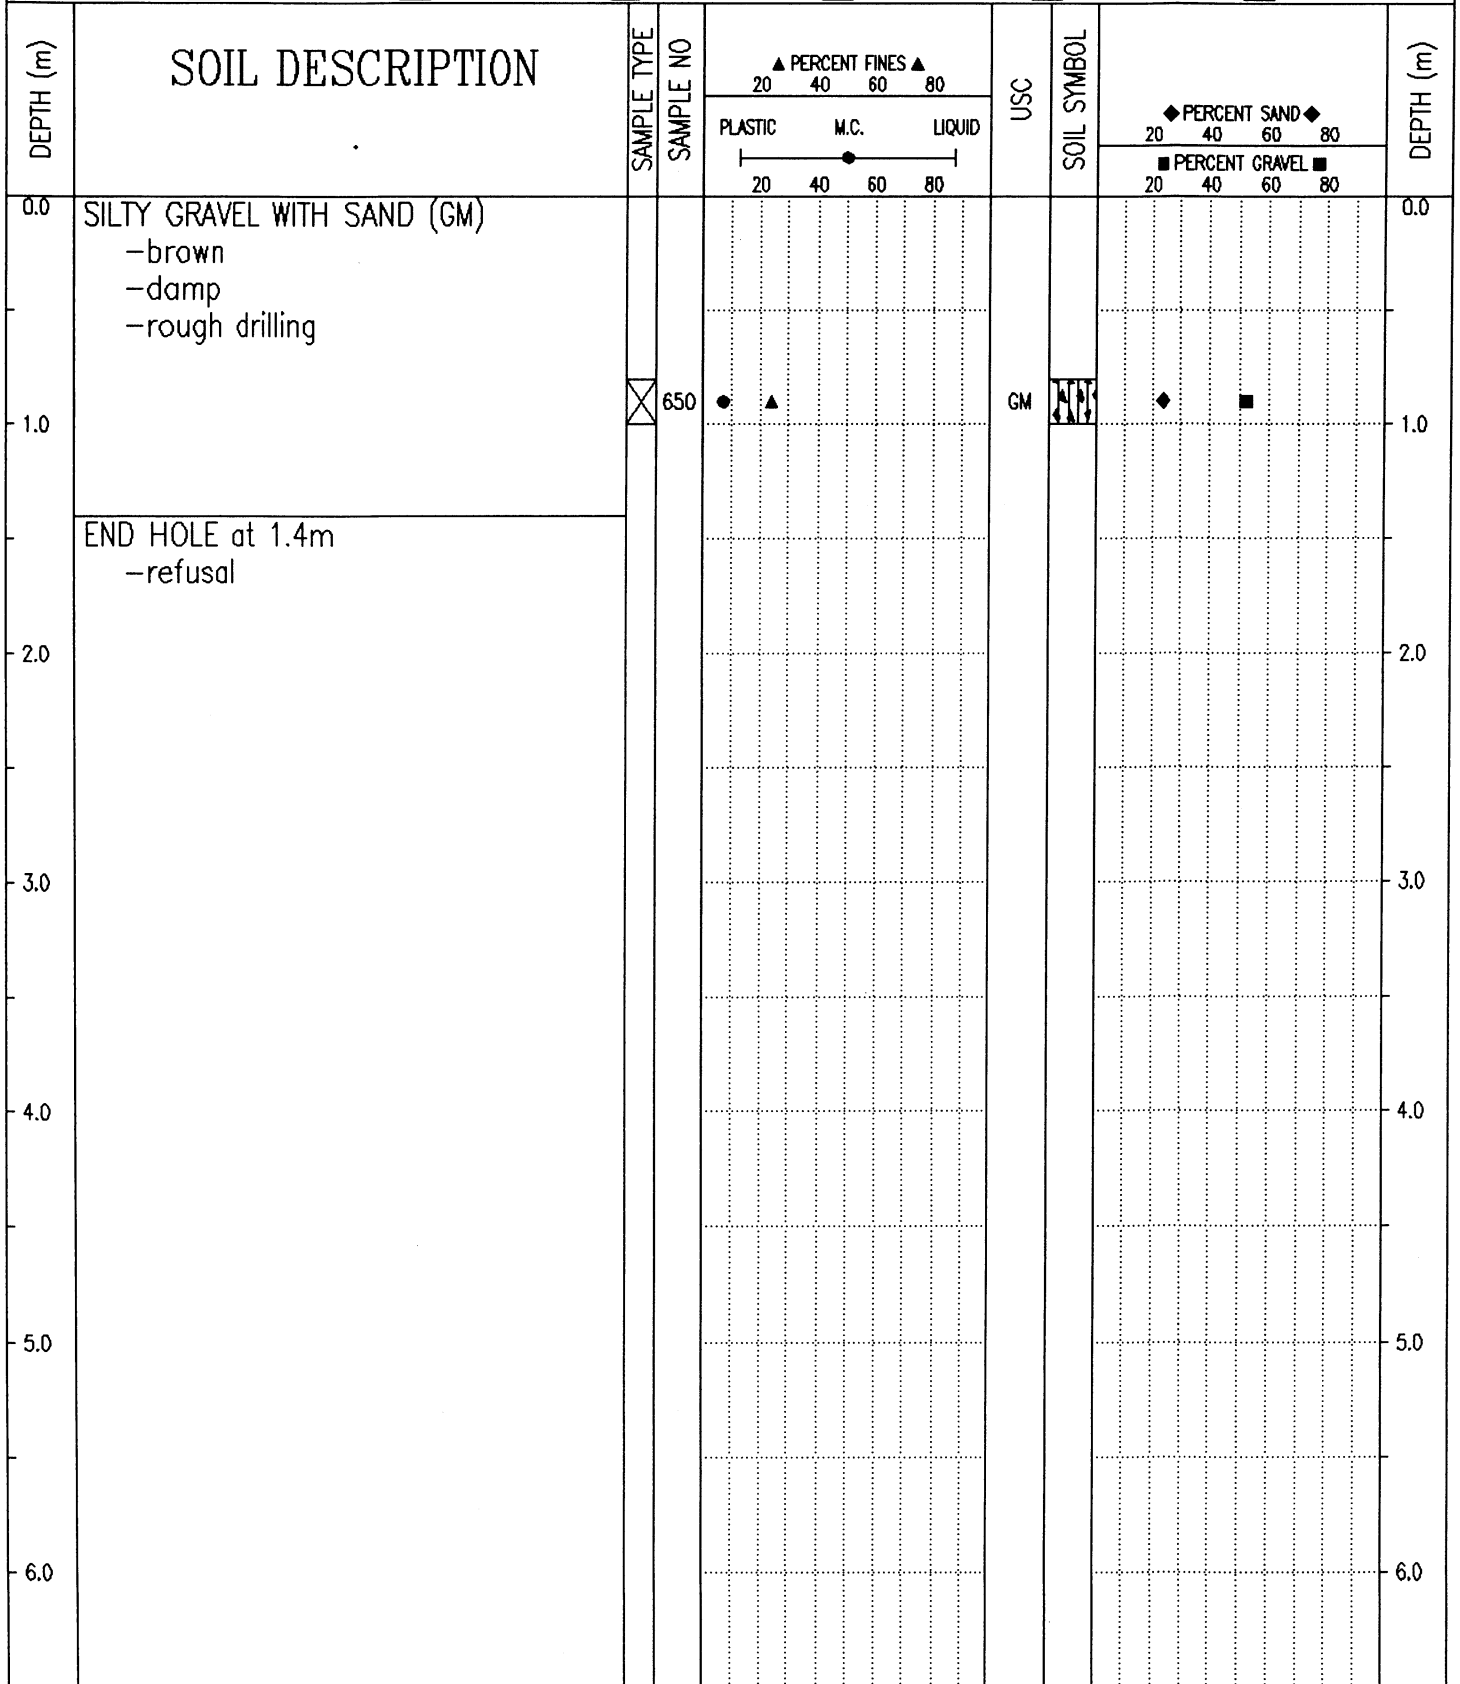 DEPTH (m)
SOIL DESCRIPTION
SAMPLE TYPE
SAMPLE NO
▲ PERCENT FINES ▲
20 40 60 80
PLASTIC M.C. LIQUID
20 40 60 80
USC
SOIL SYMBOL
◆PERCENT SAND◆
20 40 60 80
■PERCENT GRAVEL■
20 40 60 80
DEPTH (m)
0.0 SILTY GRAVEL WITH SAND (GM) 0.0
-brown
-damp
-rough drilling
650 GM
1.0 1.0
END HOLE at 1.4m
-refusal
2.0 2.0
3.0 3.0
4.0 4.0
5.0 5.0
6.0 6.0